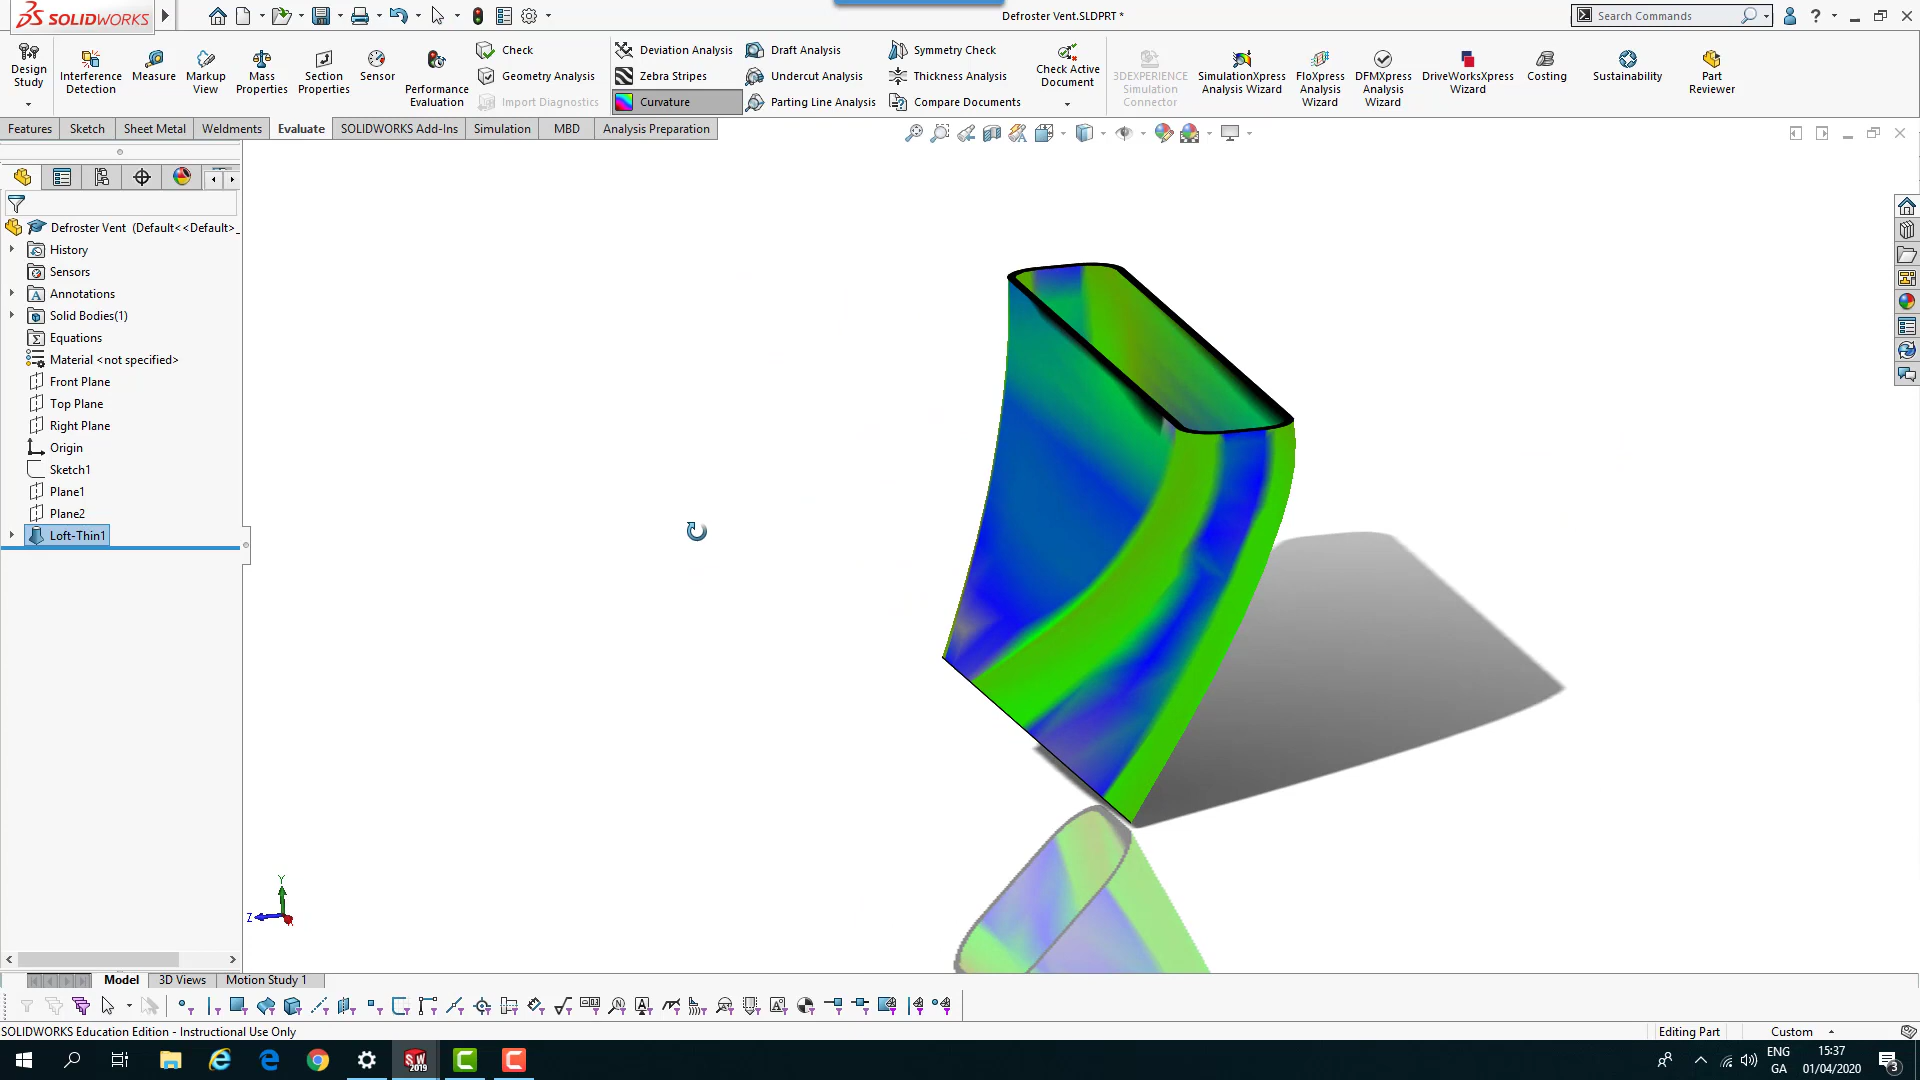 SOLIDWORKS
Defroster Vent.SLDPRT *
Search Commands
Design Study
Interference Detection
Measure
Markup View
Mass Properties
Section Properties
Sensor
Performance Evaluation
Check
Geometry Analysis
Import Diagnostics
Deviation Analysis
Zebra Stripes
Curvature
Draft Analysis
Undercut Analysis
Parting Line Analysis
Symmetry Check
Thickness Analysis
Compare Documents
Check Active Document
3DEXPERIENCE Simulation Connector
SimulationXpress Analysis Wizard
FloXpress Analysis Wizard
DFMXpress Analysis Wizard
DriveWorksXpress Wizard
Costing
Sustainability
Part Reviewer
Features
Sketch
Sheet Metal
Weldments
Evaluate
SOLIDWORKS Add-Ins
Simulation
MBD
Analysis Preparation
Defroster Vent (Default<<Default>_
History
Sensors
Annotations
Solid Bodies(1)
Equations
Material <not specified>
Front Plane
Top Plane
Right Plane
Origin
Sketch1
Plane1
Plane2
Loft-Thin1
Y
Z
Model
3D Views
Motion Study 1
SOLIDWORKS Education Edition - Instructional Use Only
Editing Part
Custom
SW 2019
ENG
GA
15:37
01/04/2020
3